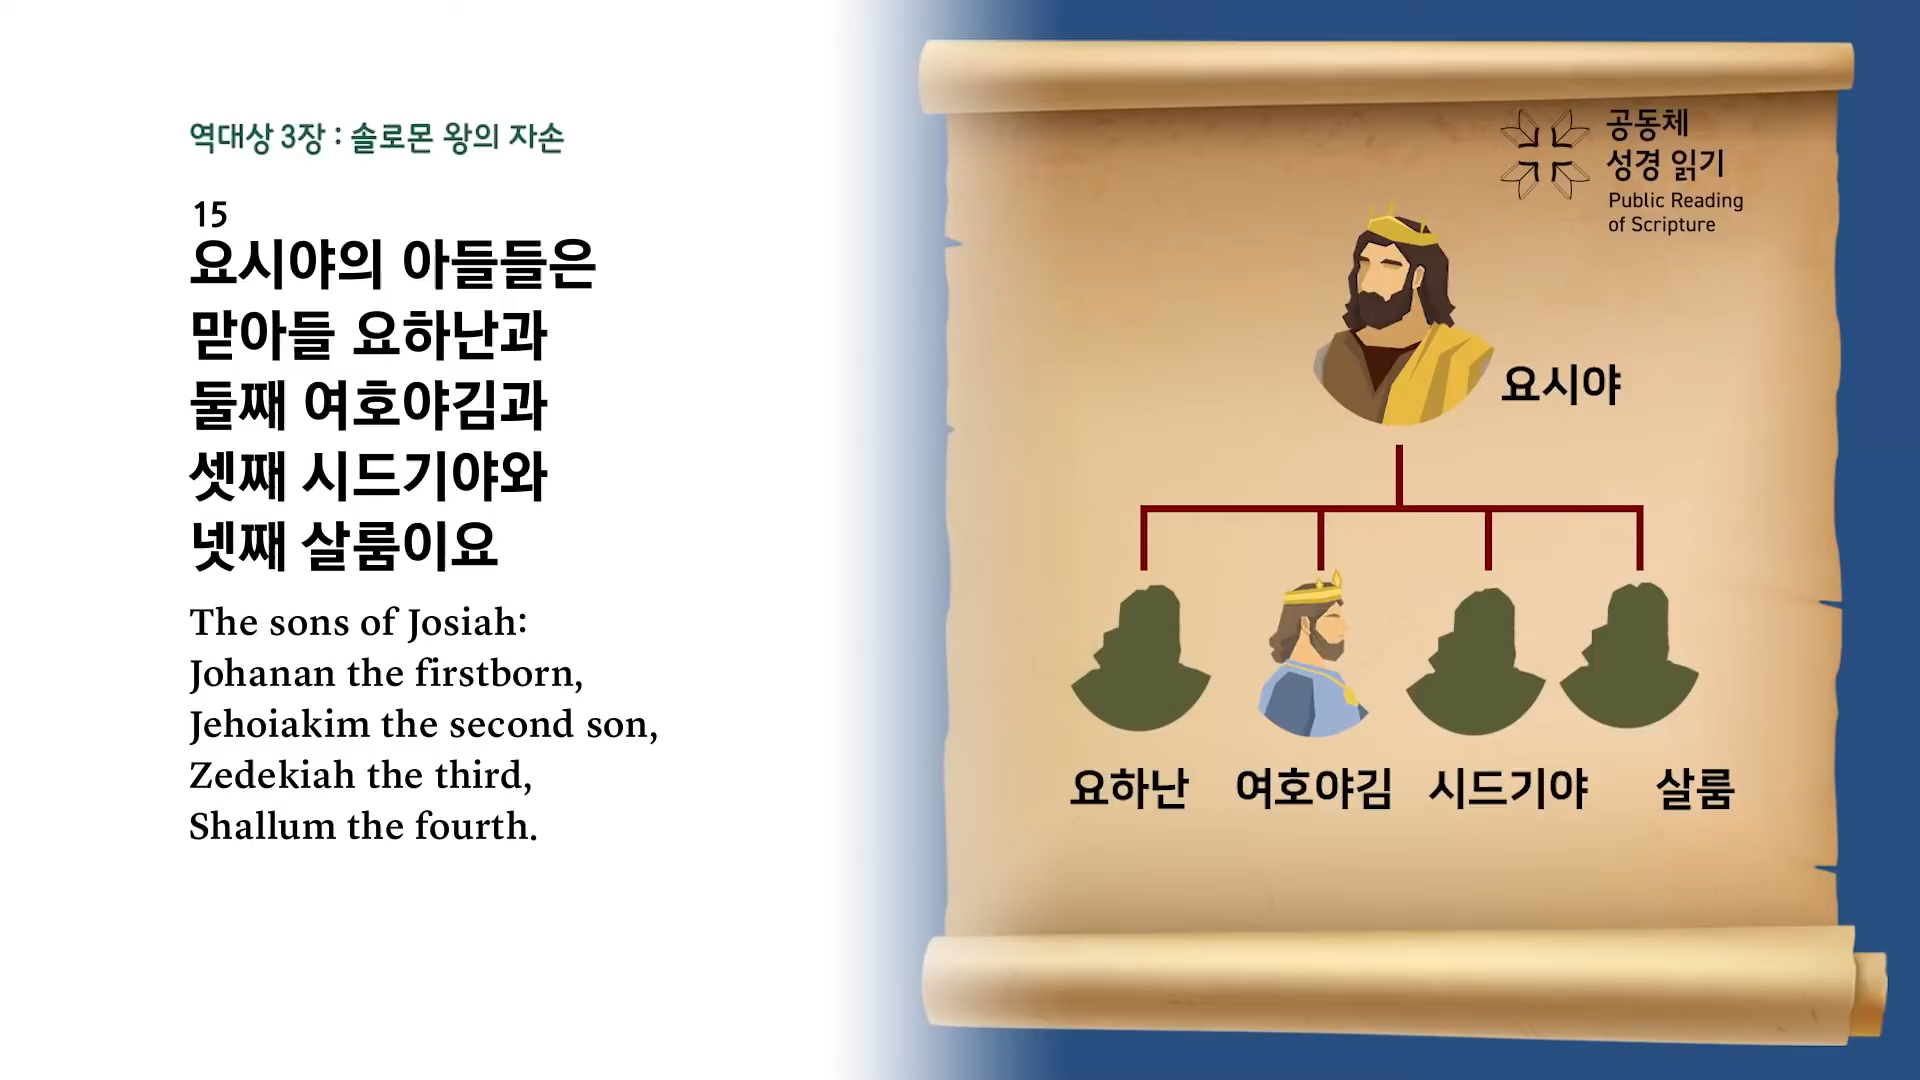 역대상 3장 : 솔로몬 왕의 자손
15
요시야의 아들들은
맏아들 요하난과
둘째 여호야김과
셋째 시드기야와
넷째 살룸이요
The sons of Josiah:
Johanan the firstborn,
Jehoiakim the second son,
Zedekiah the third,
Shallum the fourth.
공동체
성경 읽기
Public Reading
of Scripture
요시야
요하난
여호야김
시드기야
살룸